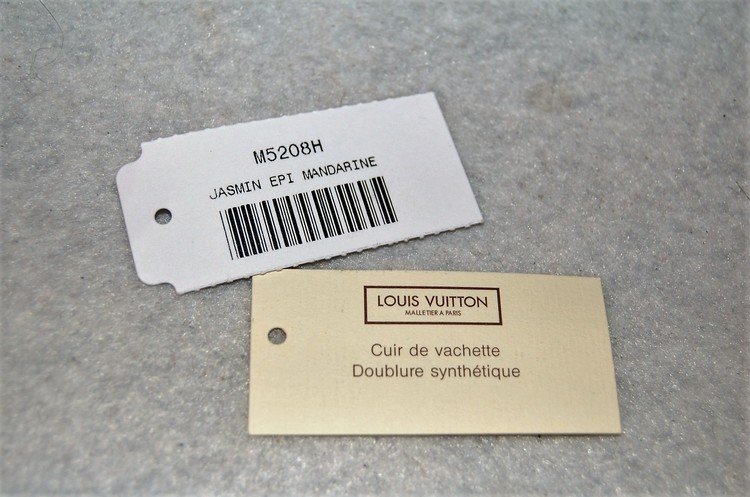 M5208H
JASMIN EPI MANDARINE
LOUIS VUITTON
MALLETIER A PARIS
Cuir de vachette
Doublure synthétique